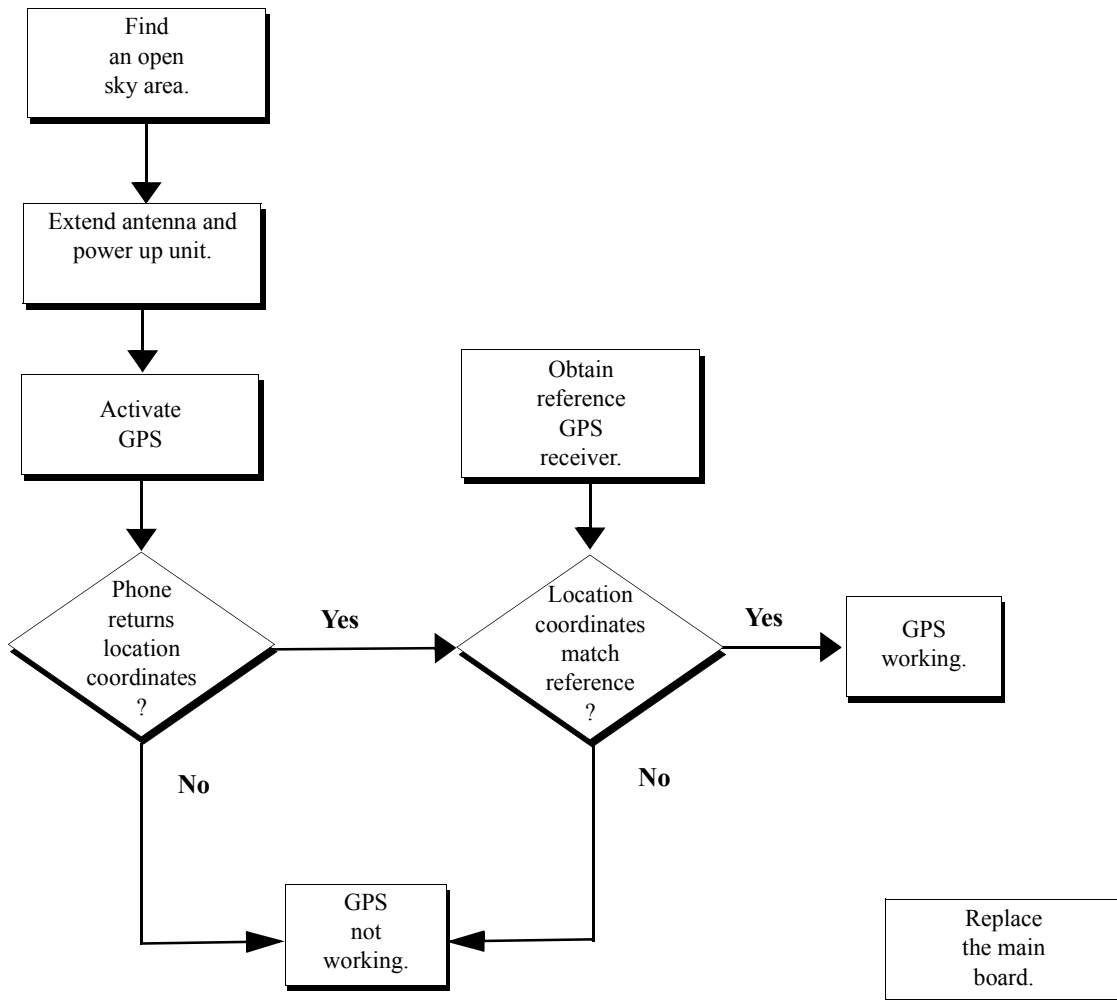 Find
an open
sky area.
Extend antenna and
power up unit.
Activate
GPS
Obtain
reference
GPS
receiver.
Phone
returns
location
coordinates
?
Yes
Location
coordinates
match
reference
?
Yes
GPS
working.
No
No
GPS
not
working.
Replace
the main
board.